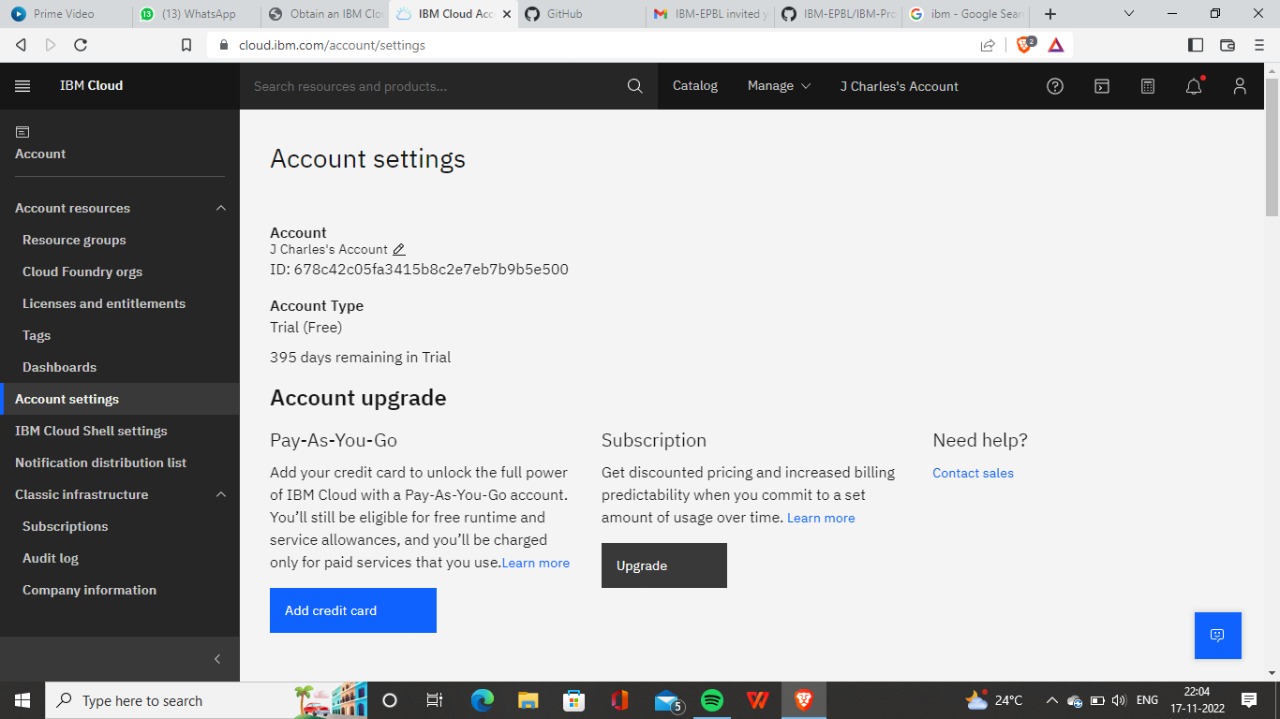 Prime Video
(13) WhatsApp
Obtain an IBM Clo
IBM Cloud Acc
GitHub
IBM-EPBL invited y
IBM-EPBL/IBM-Pro
ibm - Google Sear
cloud.ibm.com/account/settings
2
IBM Cloud
Search resources and products...
Catalog
Manage
J Charles's Account
Account
Account resources
Resource groups
Cloud Foundry orgs
Licenses and entitlements
Tags
Dashboards
Account settings
IBM Cloud Shell settings
Notification distribution list
Classic infrastructure
Subscriptions
Audit log
Company information
Account settings
Account
J Charles's Account
ID: 678c42c05fa3415b8c2e7eb7b9b5e500
Account Type
Trial (Free)
395 days remaining in Trial
Account upgrade
Pay-As-You-Go
Add your credit card to unlock the full power
of IBM Cloud with a Pay-As-You-Go account.
You'll still be eligible for free runtime and
service allowances, and you'll be charged
only for paid services that you use.Learn more
Add credit card
Subscription
Get discounted pricing and increased billing
predictability when you commit to a set
amount of usage over time. Learn more
Upgrade
Need help?
Contact sales
Type here to search
5
24°C
ENG
22:04
17-11-2022